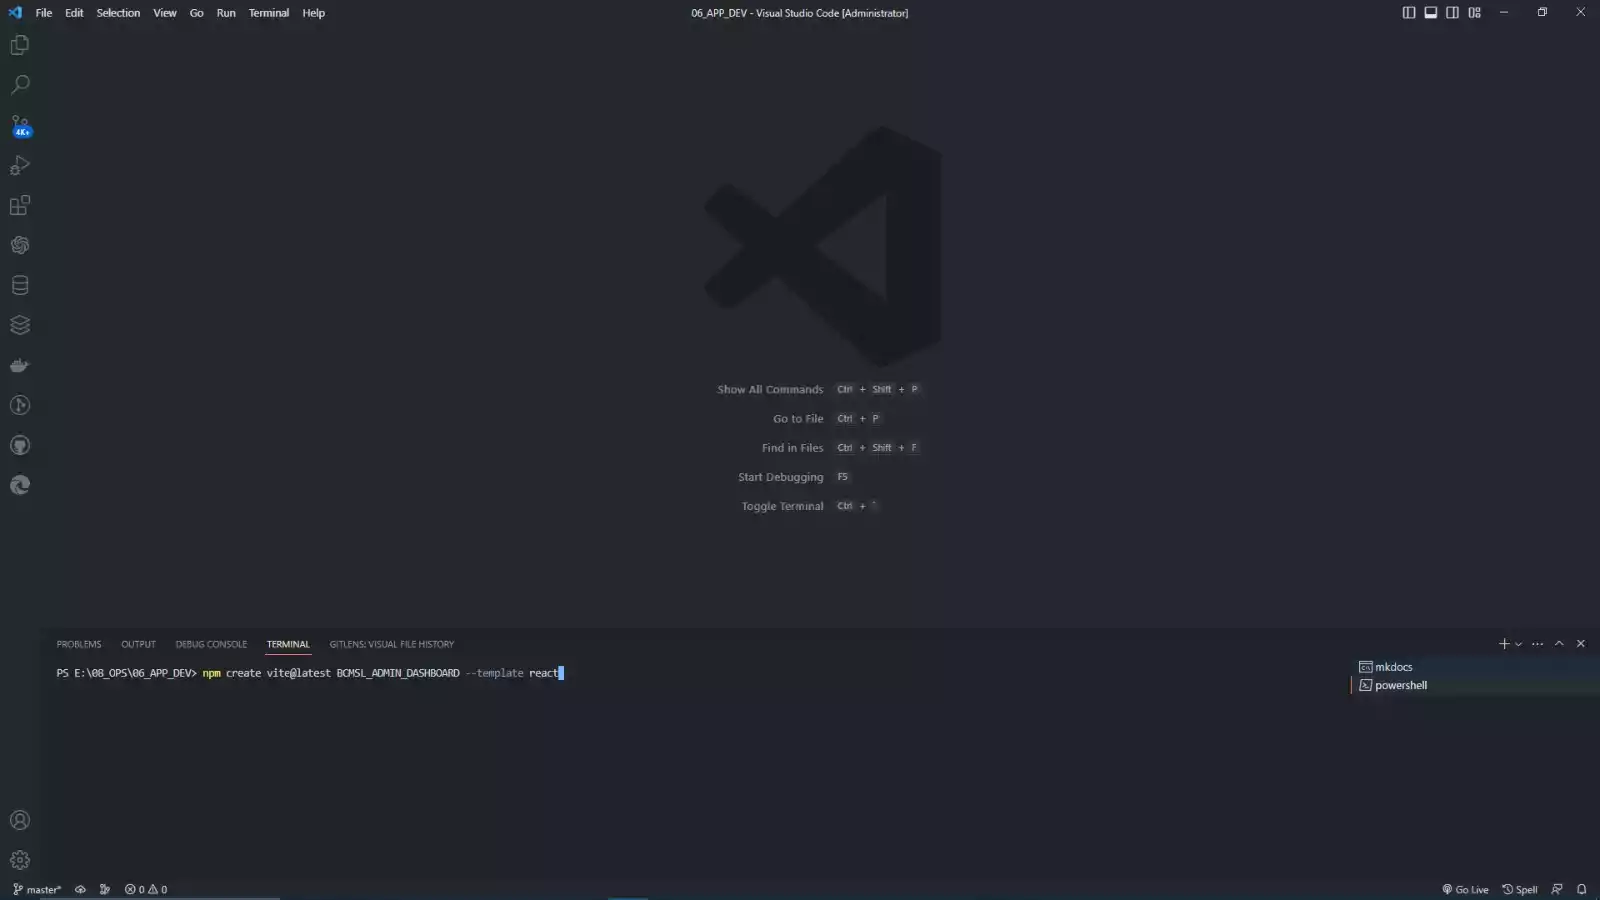 File Edit Selection View Go Run Terminal Help
06_APP_DEV - Visual Studio Code [Administrator]
4K+
Show All Commands Ctrl + Shift + P
Go to File Ctrl + P
Find in Files Ctrl + Shift + F
Start Debugging F5
Toggle Terminal Ctrl + `
PROBLEMS OUTPUT DEBUG CONSOLE TERMINAL GITLENS: VISUAL FILE HISTORY
PS E:\08_OPS\06_APP_DEV> npm create vite@latest BCMSL_ADMIN_DASHBOARD --template react
mkdocs
powershell
master* 0 0 Go Live Spell